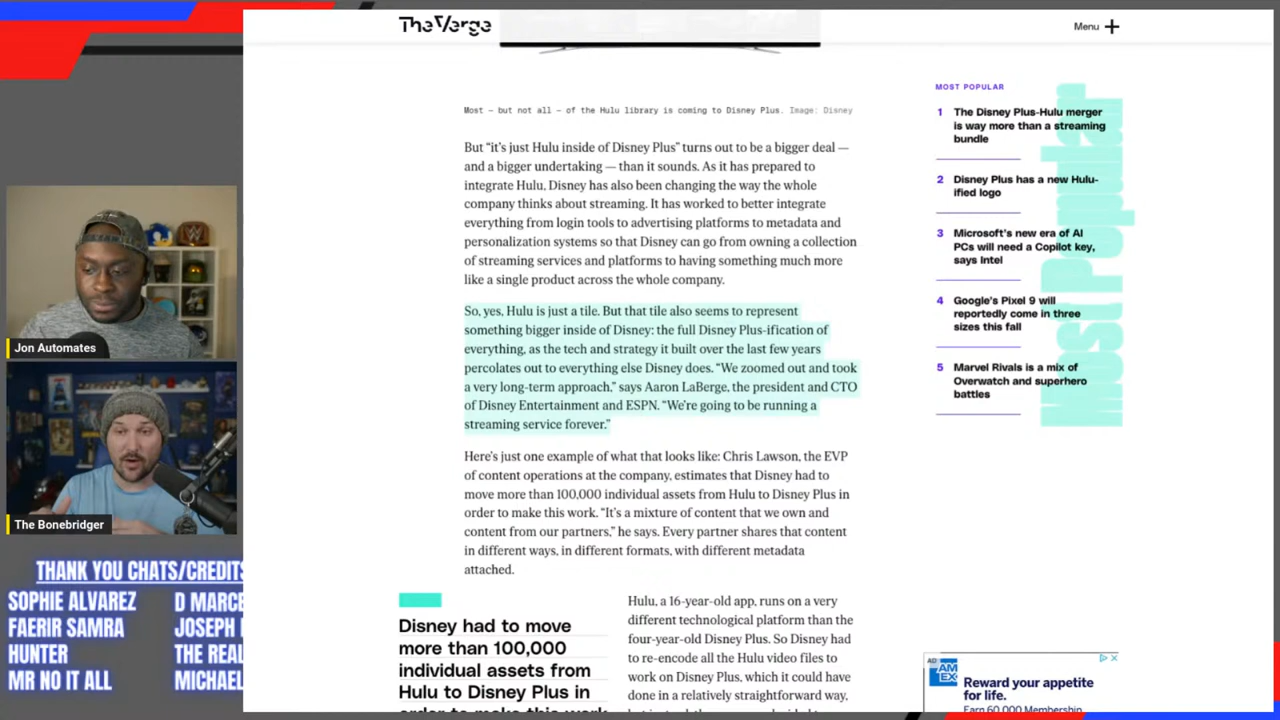 The Verge
Menu
Most — but not all — of the Hulu library is coming to Disney Plus. Image: Disney
But “it’s just Hulu inside of Disney Plus” turns out to be a bigger deal —
and a bigger undertaking — than it sounds. As it has prepared to
integrate Hulu, Disney has also been changing the way the whole
company thinks about streaming. It has worked to better integrate
everything from login tools to advertising platforms to metadata and
personalization systems so that Disney can go from owning a collection
of streaming services and platforms to having something much more
like a single product across the whole company.
So, yes, Hulu is just a tile. But that tile also seems to represent
something bigger inside of Disney: the full Disney Plus-ification of
everything, as the tech and strategy it built over the last few years
percolates out to everything else Disney does. “We zoomed out and took
a very long-term approach,” says Aaron LaBerge, the president and CTO
of Disney Entertainment and ESPN. “We’re going to be running a
streaming service forever.”
Here’s just one example of what that looks like: Chris Lawson, the EVP
of content operations at the company, estimates that Disney had to
move more than 100,000 individual assets from Hulu to Disney Plus in
order to make this work. “It’s a mixture of content that we own and
content from our partners,” he says. Every partner shares that content
in different ways, in different formats, with different metadata
attached.
Disney had to move
more than 100,000
individual assets from
Hulu to Disney Plus in
order to make this work
Hulu, a 16-year-old app, runs on a very
different technological platform than the
four-year-old Disney Plus. So Disney had
to re-encode all the Hulu video files to
work on Disney Plus, which it could have
done in a relatively straightforward way,
MOST POPULAR
Most Popular
1 The Disney Plus-Hulu merger
is way more than a streaming
bundle
2 Disney Plus has a new Hulu-
ified logo
3 Microsoft’s new era of AI
PCs will need a Copilot key,
says Intel
4 Google’s Pixel 9 will
reportedly come in three
sizes this fall
5 Marvel Rivals is a mix of
Overwatch and superhero
battles
AD
AM
EX
Reward your appetite
for life.
Earn 60,000 Membership
Jon Automates
The Bonebridger
THANK YOU CHATS/CREDITS
SOPHIE ALVAREZ
FAERIR SAMRA
HUNTER
MR NO IT ALL
D MARCE
JOSEPH
THE REAL
MICHAEL